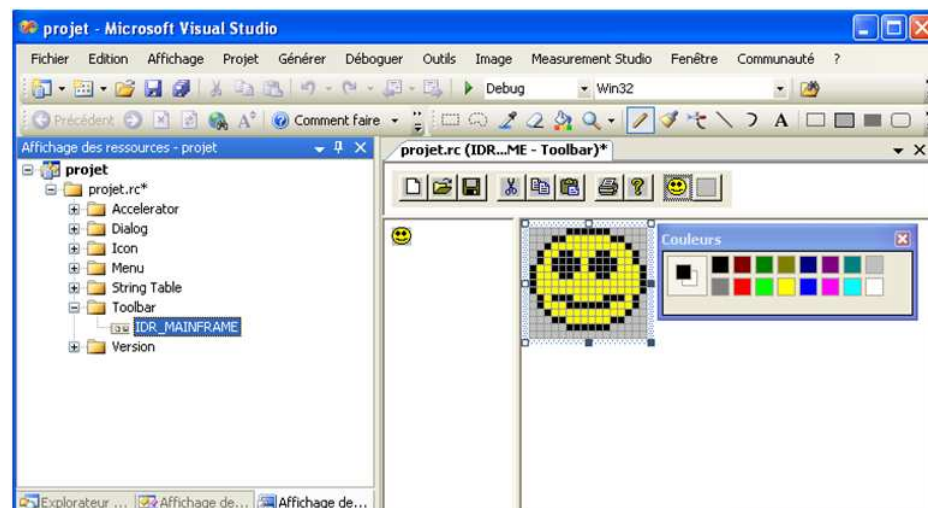 projet - Microsoft Visual Studio
Fichier Edition Affichage Projet Générer Déboguer Outils Image Measurement Studio Fenêtre Communauté ?
Debug Win32
Précédent Comment faire A
Affichage des ressources - projet
projet.rc (IDR...ME - Toolbar)*
projet
projet.rc*
Accelerator
Dialog
Icon
Menu
String Table
Toolbar
IDR_MAINFRAME
Version
Couleurs
Explorateur ... Affichage de... Affichage de...